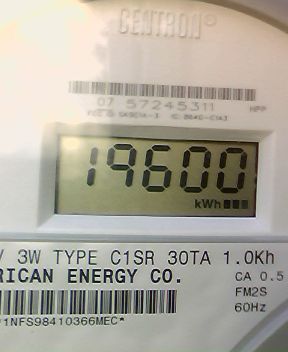 CENTRON®
07 57245311 HPP
19600
kWh
V 3W TYPE C1SR 30TA 1.0Kh
RICAN ENERGY CO. CA 0.5
FM2S
60Hz
*1NFS98410366MEC*